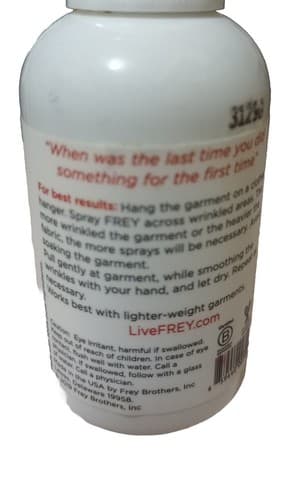 "When was the last time you did
something for the first time"
For best results: Hang the garment on a
hanger. Spray FREY across wrinkled areas.
more wrinkled the garment or the heavier
fabric, the more sprays will be necessary.
soaking the garment.
Pull gently at garment, while smoothing the
wrinkles with your hand, and let dry. Repeat
necessary.
Works best with lighter-weight garments.
LiveFREY.com
Caution: Eye Irritant, harmful if swallowed.
Keep out of reach of children. In case of eye
flush well with water. Call a
If swallowed, follow with a glass
of water. Call a physician.
Made in the USA by Frey Brothers, Inc
Delaware 19958.
Frey Brothers, Inc
B